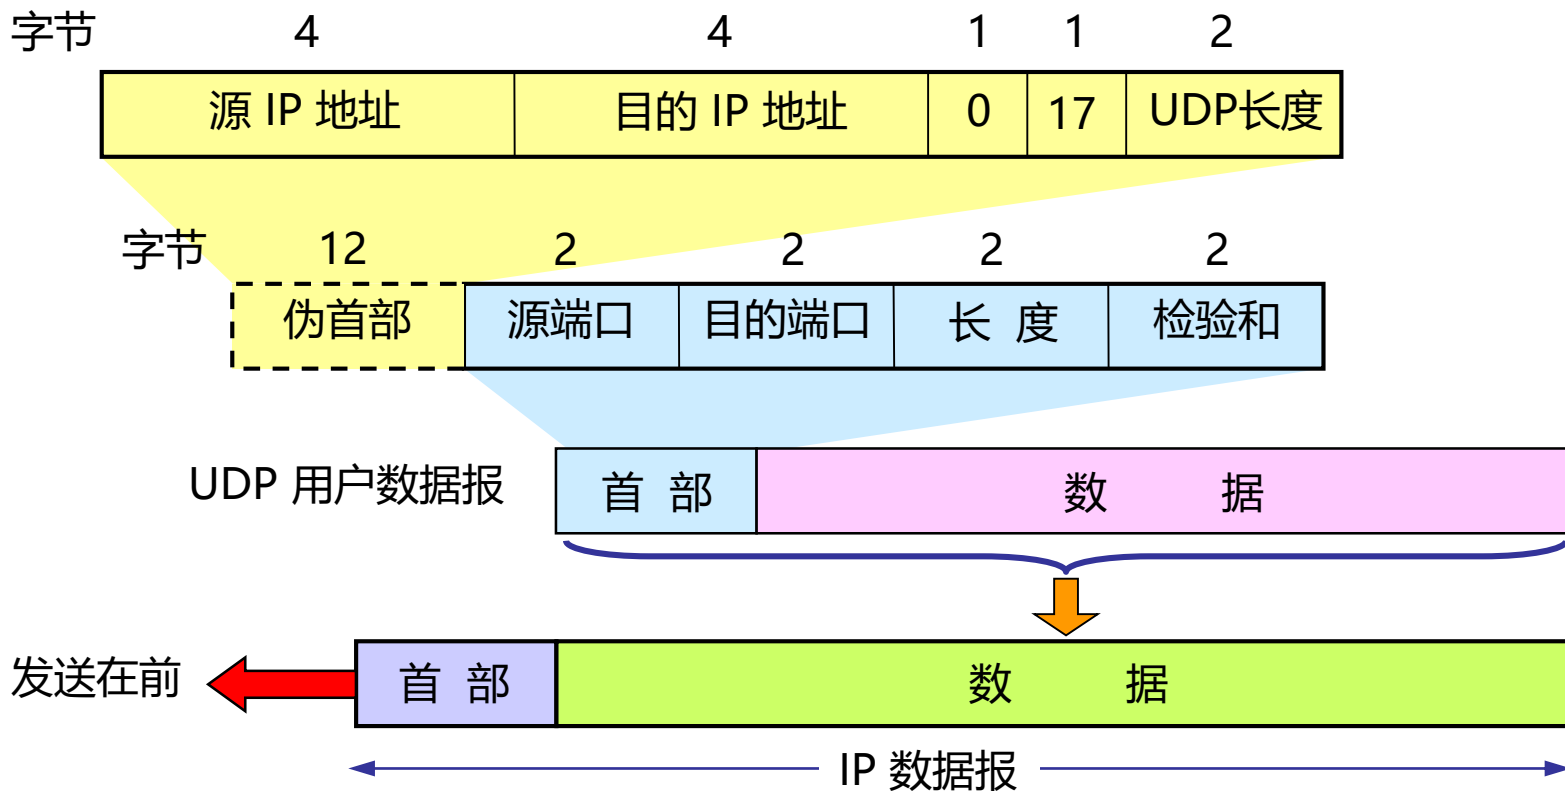 字节 4 4 1 1 2
源 IP 地址 目的 IP 地址 0 17 UDP长度
字节 12 2 2 2 2
伪首部 源端口 目的端口 长 度 检验和
UDP 用户数据报 首 部 数 据
发送在前 首 部 数 据
IP 数据报